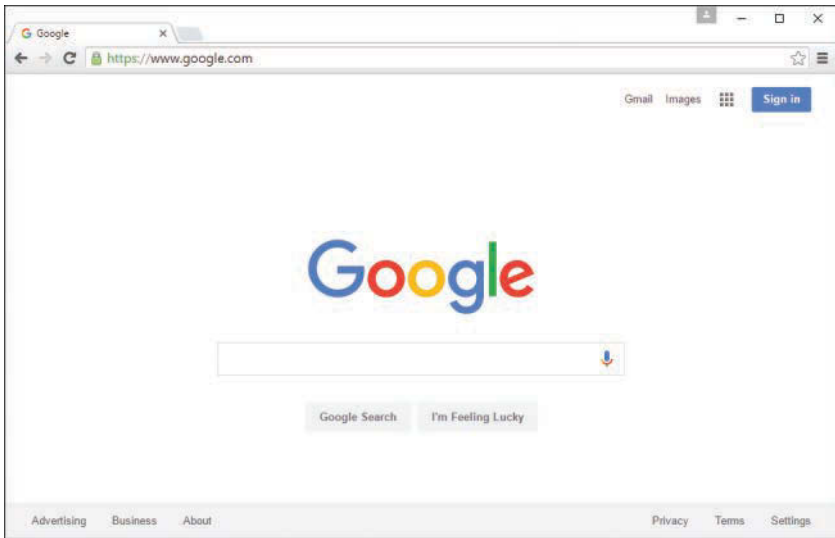 G Google
https://www.google.com
Gmail Images Sign in
Google
Google Search I'm Feeling Lucky
Advertising Business About Privacy Terms Settings